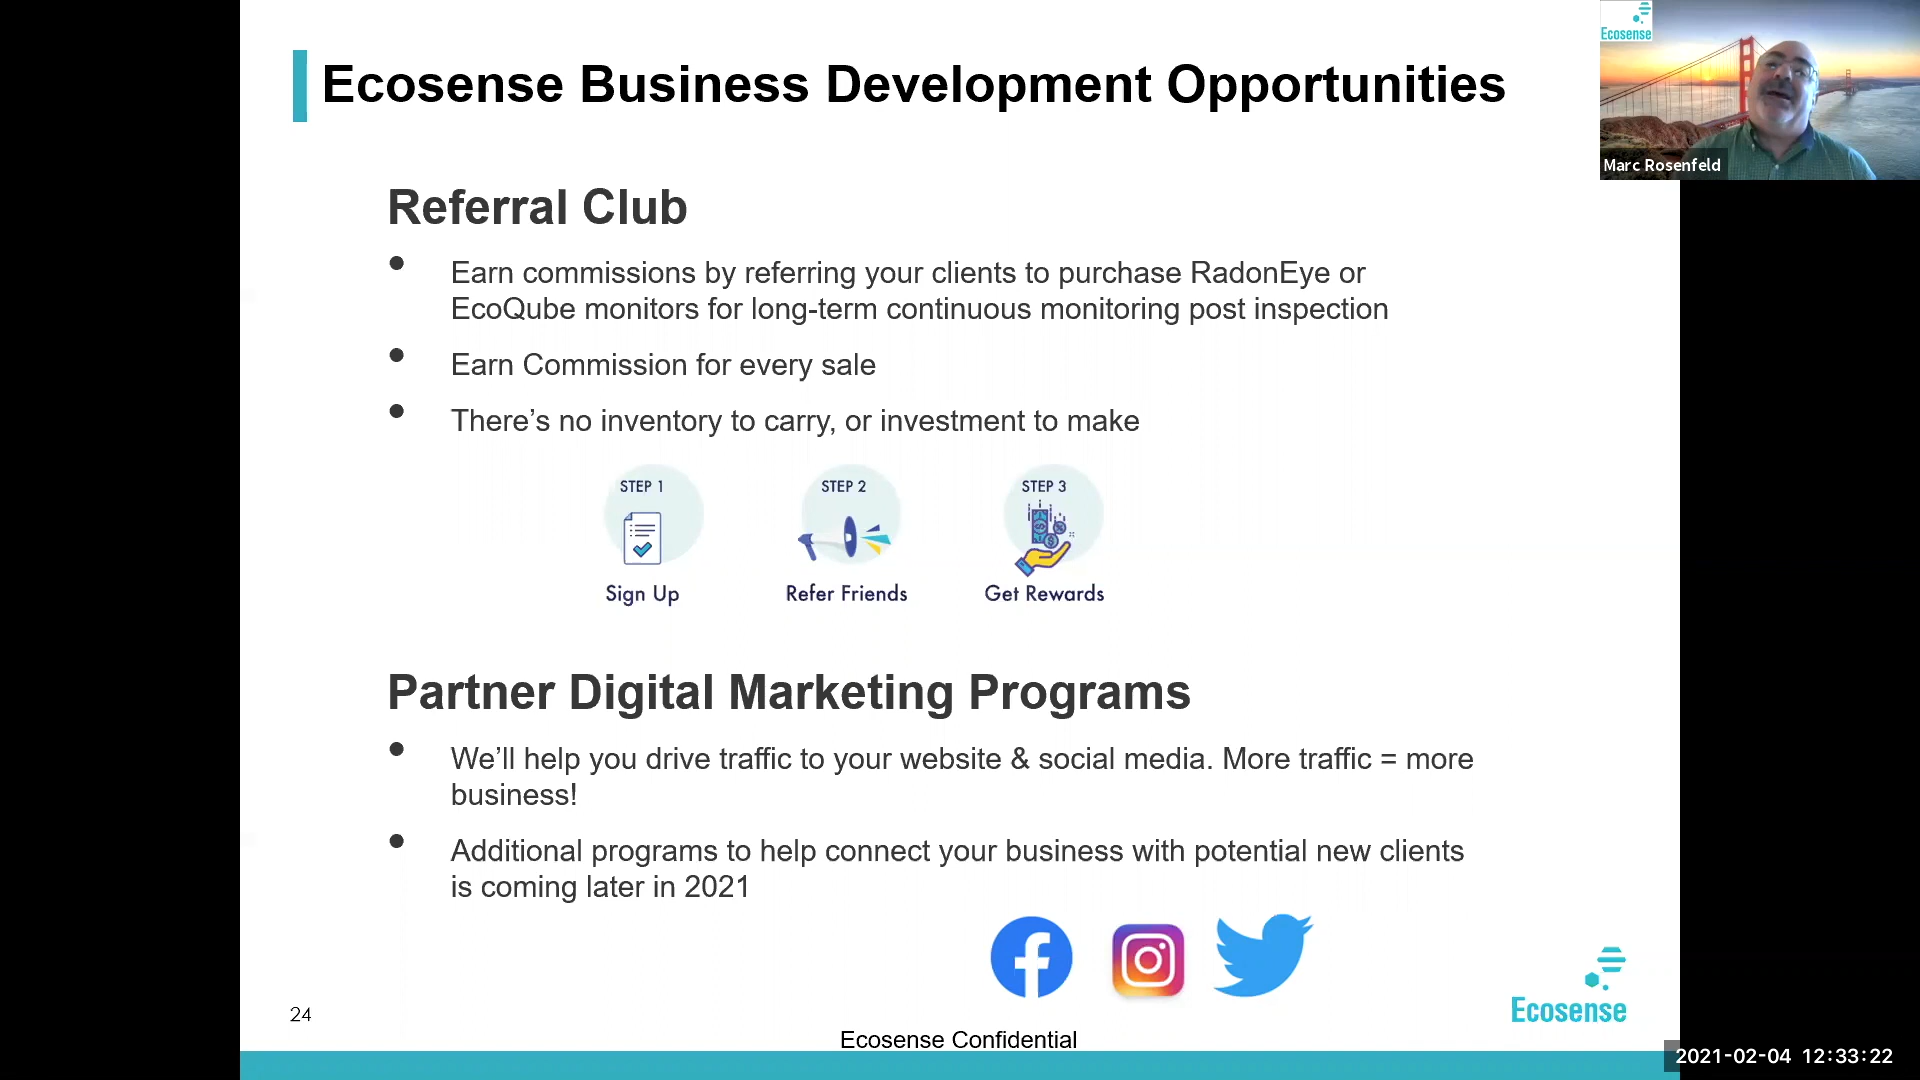 Ecosense Business Development Opportunities
Ecosense
Marc Rosenfeld
Referral Club
• Earn commissions by referring your clients to purchase RadonEye or
EcoQube monitors for long-term continuous monitoring post inspection
• Earn Commission for every sale
• There’s no inventory to carry, or investment to make
STEP 1
STEP 2
STEP 3
Sign Up
Refer Friends
Get Rewards
Partner Digital Marketing Programs
• We’ll help you drive traffic to your website & social media. More traffic = more
business!
• Additional programs to help connect your business with potential new clients
is coming later in 2021
24
Ecosense
Ecosense Confidential
2021-02-04 12:33:22